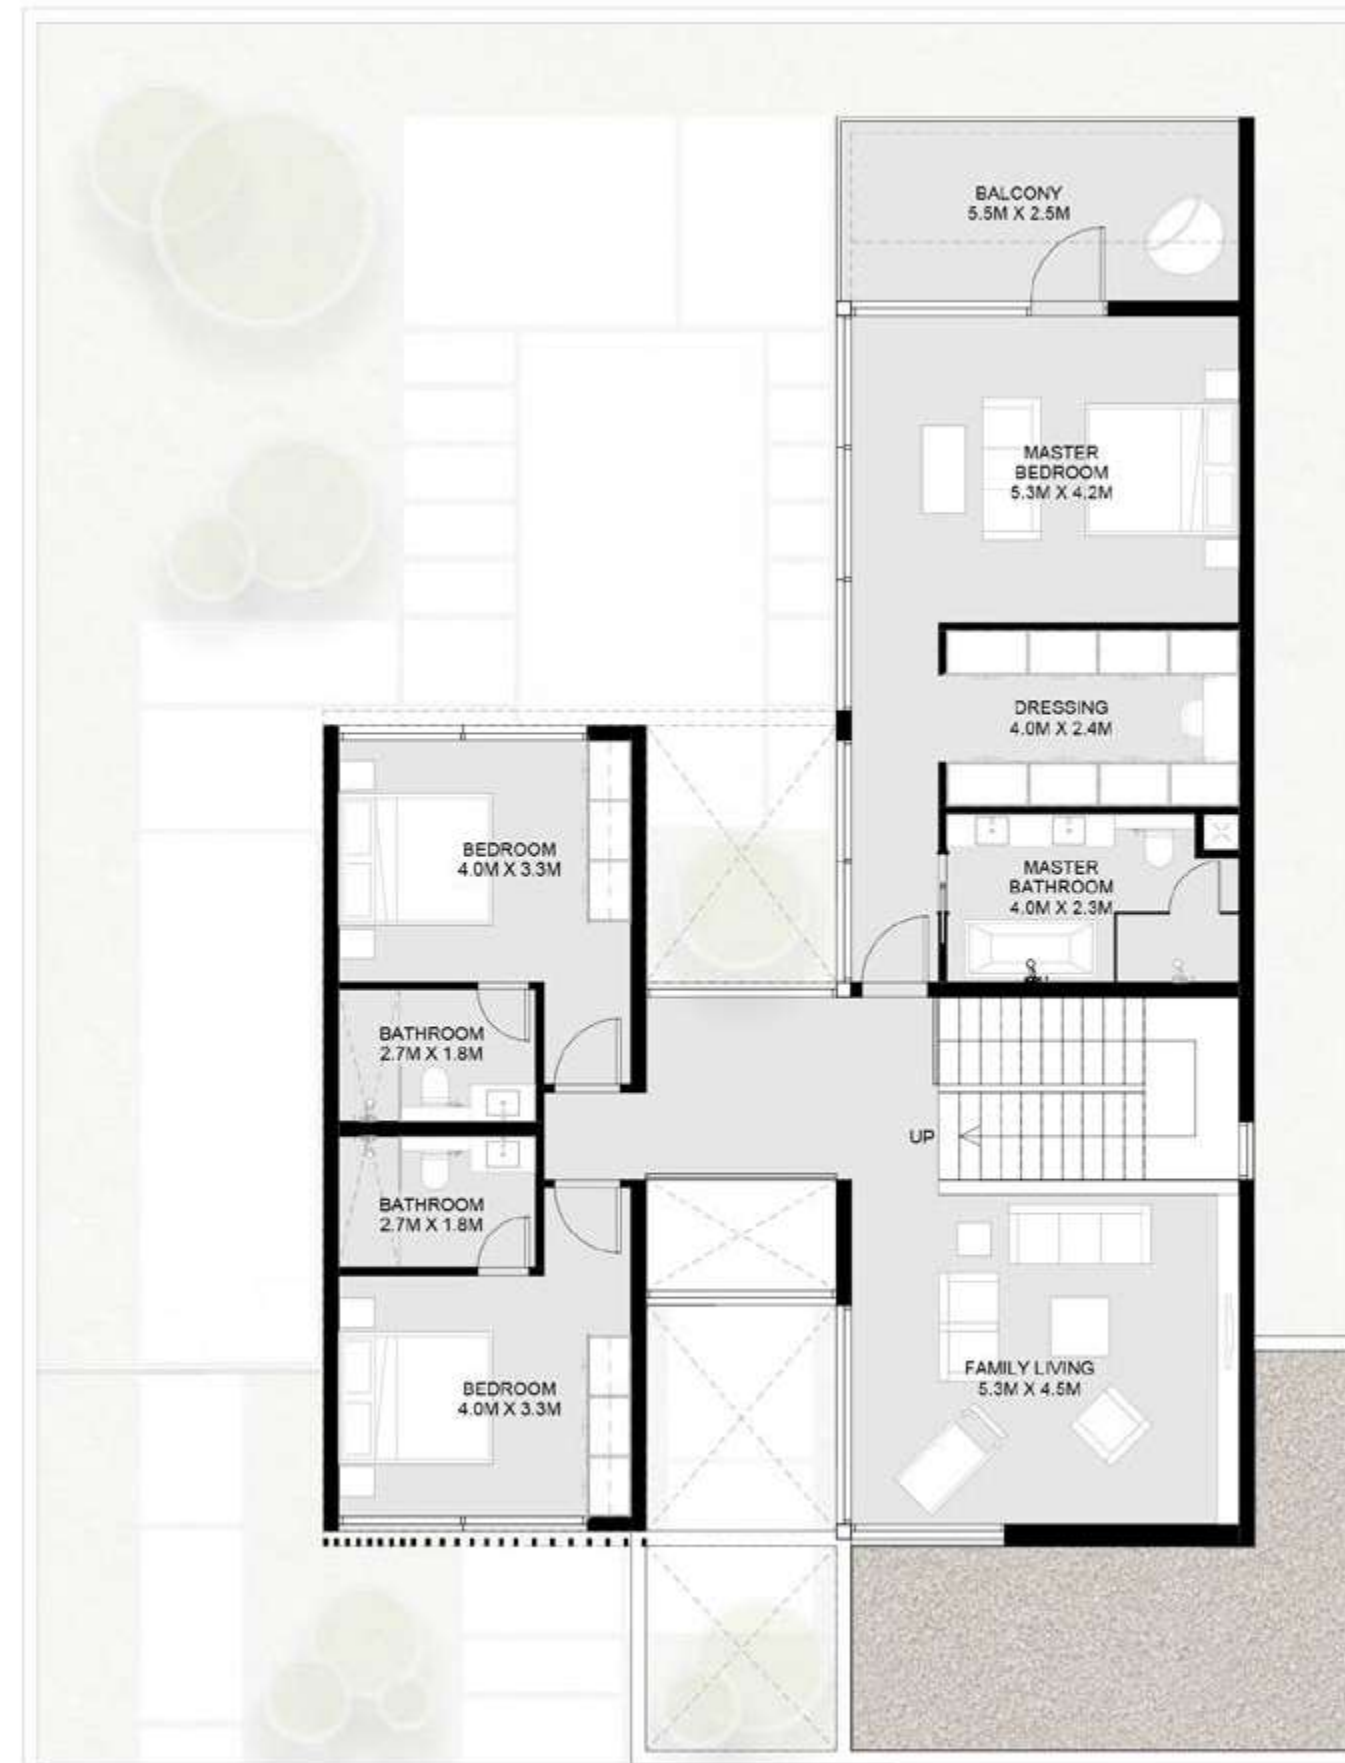 BALCONY
5.5M X 2.5M
MASTER
BEDROOM
5.3M X 4.2M
DRESSING
4.0M X 2.4M
BEDROOM
4.0M X 3.3M
MASTER
BATHROOM
4.0M X 2.3M
BATHROOM
2.7M X 1.8M
UP
BATHROOM
2.7M X 1.8M
FAMILY LIVING
5.3M X 4.5M
BEDROOM
4.0M X 3.3M